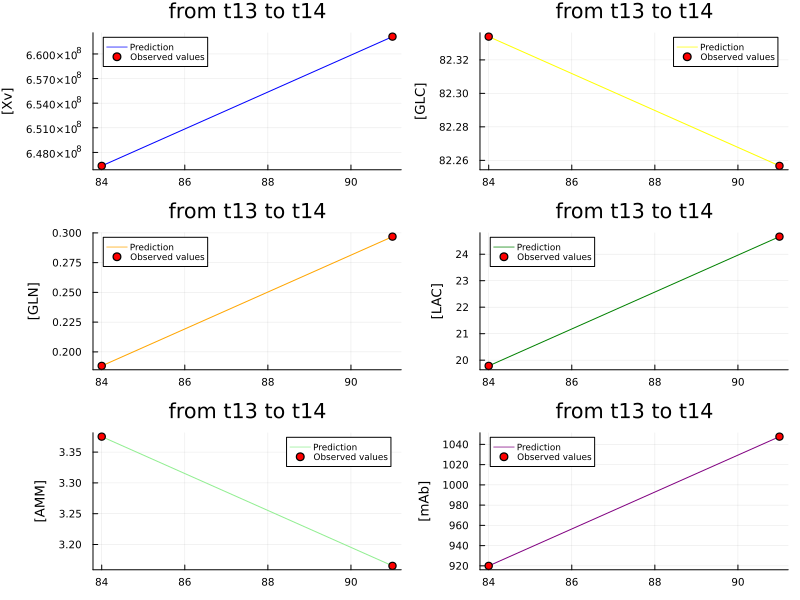 from t13 to t14
[Xv]
6.600×10⁸
6.570×10⁸
6.540×10⁸
6.510×10⁸
6.480×10⁸
Prediction
Observed values
84 86 88 90
from t13 to t14
[GLC]
82.32
82.30
82.28
82.26
Prediction
Observed values
84 86 88 90
from t13 to t14
[GLN]
0.300
0.275
0.250
0.225
0.200
Prediction
Observed values
84 86 88 90
from t13 to t14
[LAC]
24
23
22
21
20
Prediction
Observed values
84 86 88 90
from t13 to t14
[AMM]
3.35
3.30
3.25
3.20
Prediction
Observed values
84 86 88 90
from t13 to t14
[mAb]
1040
1020
1000
980
960
940
920
Prediction
Observed values
84 86 88 90